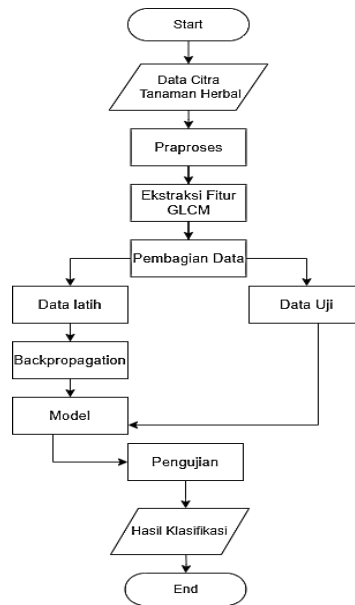 Start
Data Citra
Tanaman Herbal
Praproses
Ekstraksi Fitur
GLCM
Pembagian Data
Data latih
Data Uji
Backpropagation
Model
Pengujian
Hasil Klasifikasi
End